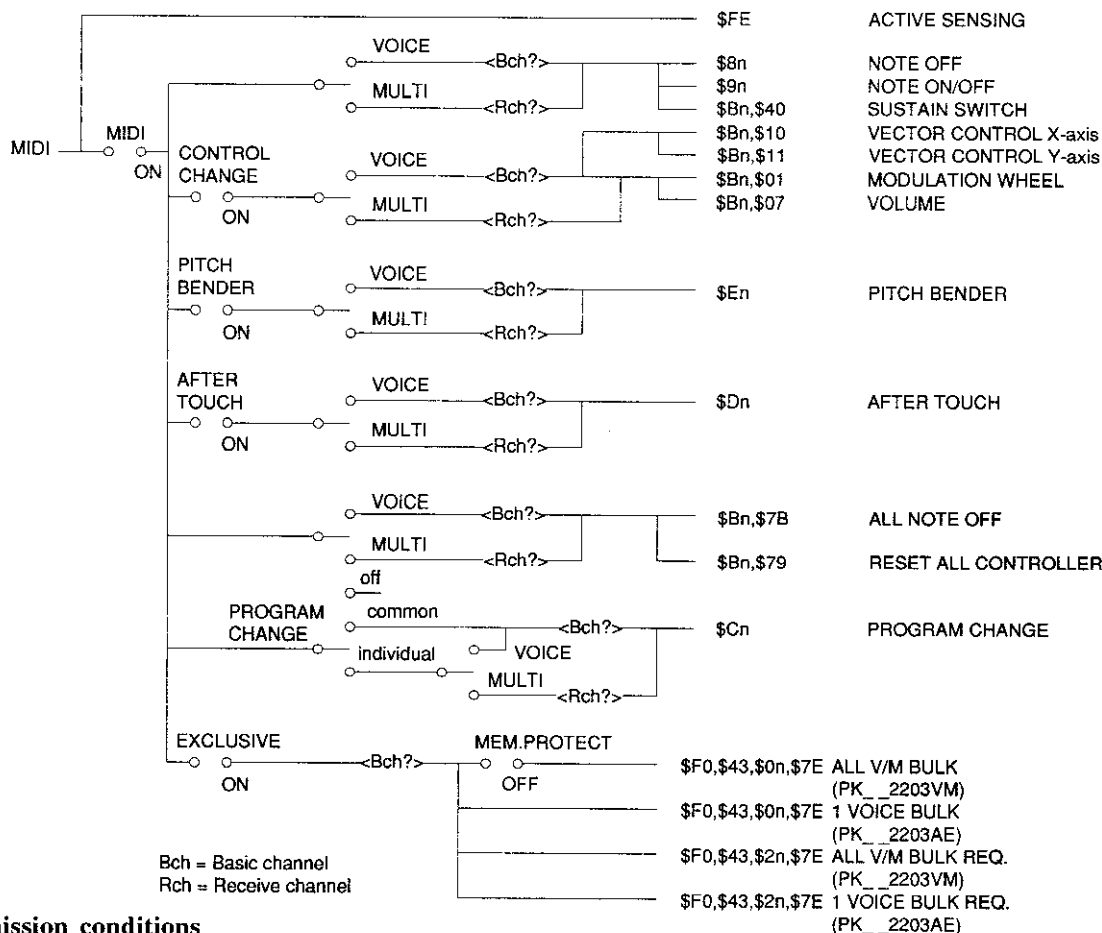 $FE ACTIVE SENSING
VOICE <Bch?> $8n NOTE OFF
MULTI <Rch?> $9n NOTE ON/OFF
$Bn,$40 SUSTAIN SWITCH
MIDI MIDI ON
$Bn,$10 VECTOR CONTROL X-axis
$Bn,$11 VECTOR CONTROL Y-axis
CONTROL
CHANGE
ON
VOICE <Bch?> $Bn,$01 MODULATION WHEEL
MULTI <Rch?> $Bn,$07 VOLUME
PITCH
BENDER
ON
VOICE <Bch?> $En PITCH BENDER
MULTI <Rch?>
AFTER
TOUCH
ON
VOICE <Bch?> $Dn AFTER TOUCH
MULTI <Rch?>
VOICE <Bch?> $Bn,$7B ALL NOTE OFF
MULTI <Rch?> $Bn,$79 RESET ALL CONTROLLER
off
PROGRAM
CHANGE
common <Bch?> $Cn PROGRAM CHANGE
individual VOICE
MULTI <Rch?>
EXCLUSIVE
ON
<Bch?>
MEM.PROTECT
OFF
$F0,$43,$0n,$7E ALL V/M BULK
(PK_ _2203VM)
$F0,$43,$0n,$7E 1 VOICE BULK
(PK_ _2203AE)
$F0,$43,$2n,$7E ALL V/M BULK REQ.
(PK_ _2203VM)
$F0,$43,$2n,$7E 1 VOICE BULK REQ.
(PK_ _2203AE)
Bch = Basic channel
Rch = Receive channel
ission conditions